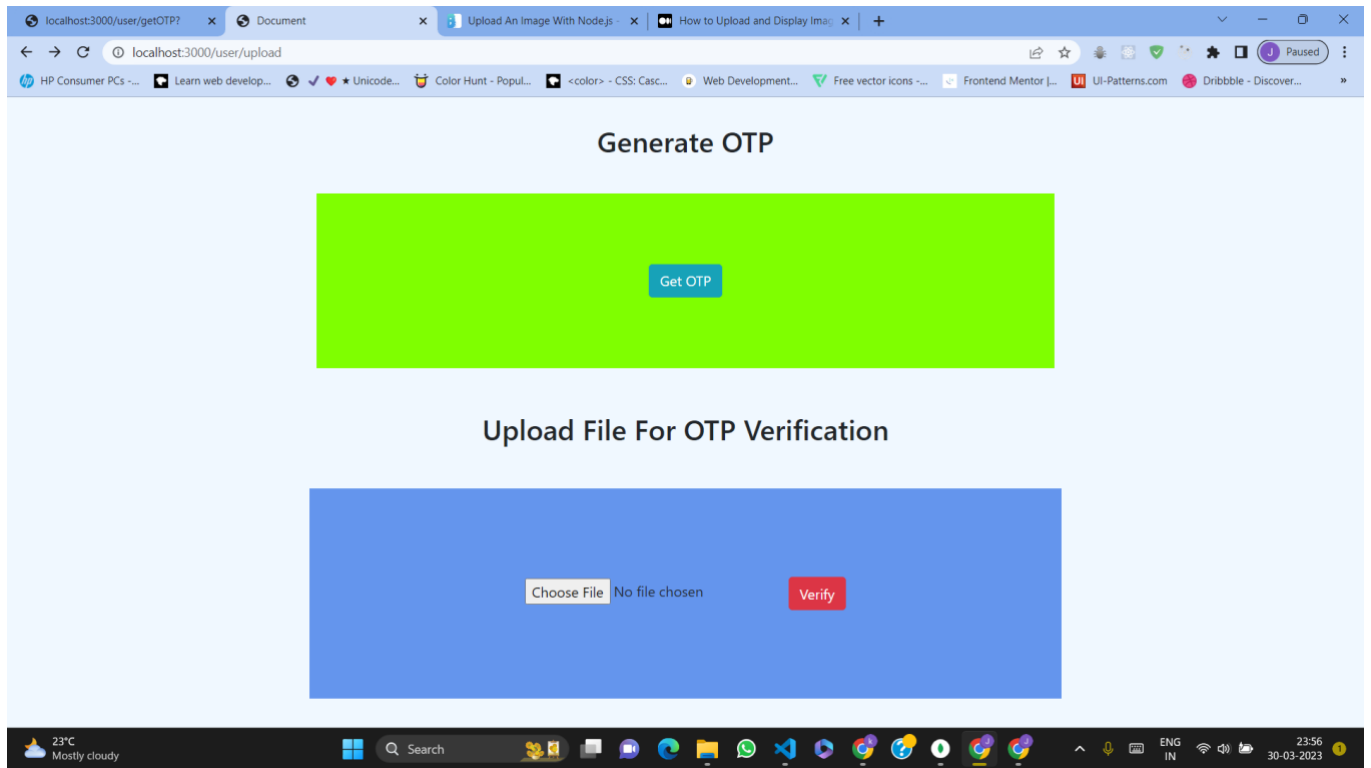 localhost:3000/user/getOTP?
Document
Upload An Image With Node.js -
How to Upload and Display Imag
localhost:3000/user/upload
Paused
HP Consumer PCs -...
Learn web develop...
Unicode...
Color Hunt - Popul...
<color> - CSS: Casc...
Web Development...
Free vector icons -...
Frontend Mentor |...
UI-Patterns.com
Dribbble - Discover...
Generate OTP
Get OTP
Upload File For OTP Verification
Choose File No file chosen
Verify
23°C
Mostly cloudy
Search
ENG
IN
23:56
30-03-2023
1